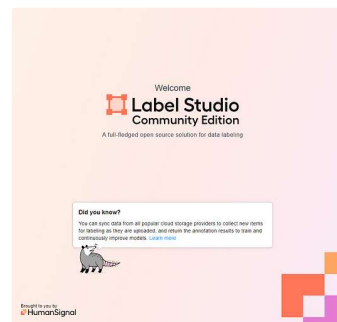 Welcome
Label Studio
Community Edition
A full-fledged open source solution for data labeling
Did you know?
You can sync data from all popular cloud storage providers to collect new items
for labeling as they are uploaded, and return the annotation results to train and
continuously improve models. Learn more
Brought to you by
HumanSignal